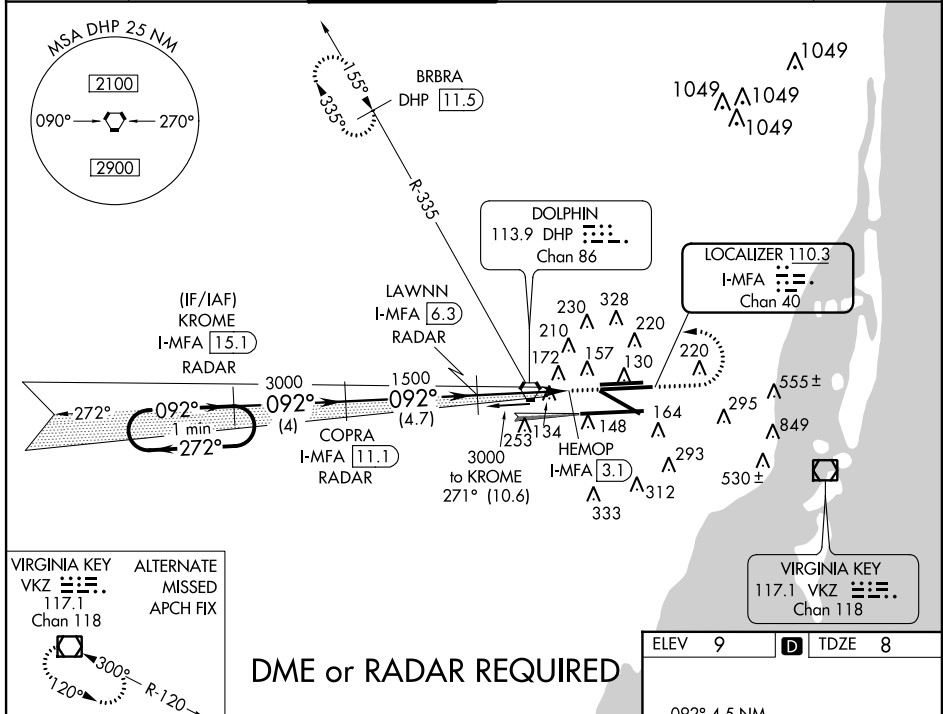 MSA DHP 25 NM
2100
090°
270°
2900
155°
335°
BRBRA
DHP 11.5
R-335
1049
1049
1049
1049
DOLPHIN
113.9 DHP
Chan 86
LOCALIZER 110.3
I-MFA
Chan 40
(IF/IAF)
KROME
I-MFA 15.1
RADAR
LAWNN
I-MFA 6.3
RADAR
230
328
210
220
172
157
130
220
3000
1500
272°
092°
092°
092°
1 min
(4)
(4.7)
272°
COPRA
I-MFA 11.1
RADAR
253
134
148
164
295
555±
849
530±
HEMOP
I-MFA 3.1
3000
to KROME
271° (10.6)
293
312
333
VIRGINIA KEY
117.1 VKZ
Chan 118
VIRGINIA KEY
VKZ
117.1
Chan 118
ALTERNATE
MISSED
APCH FIX
300°
120°
R-120
DME or RADAR REQUIRED
ELEV 9
D
TDZE 8
092° 4.5 NM